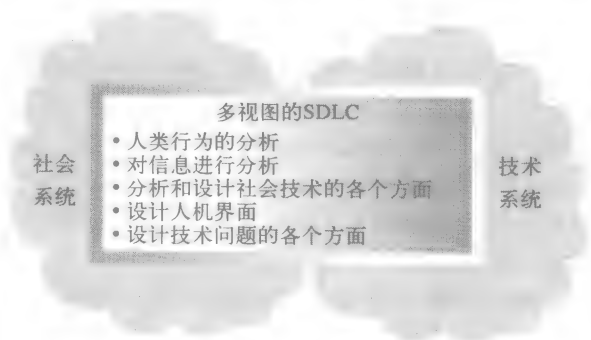 多视图的SDLC
• 人类行为的分析
• 对信息进行分析
• 分析和设计社会技术的各个方面
• 设计人机界面
• 设计技术问题的各个方面
社会
系统
技术
系统